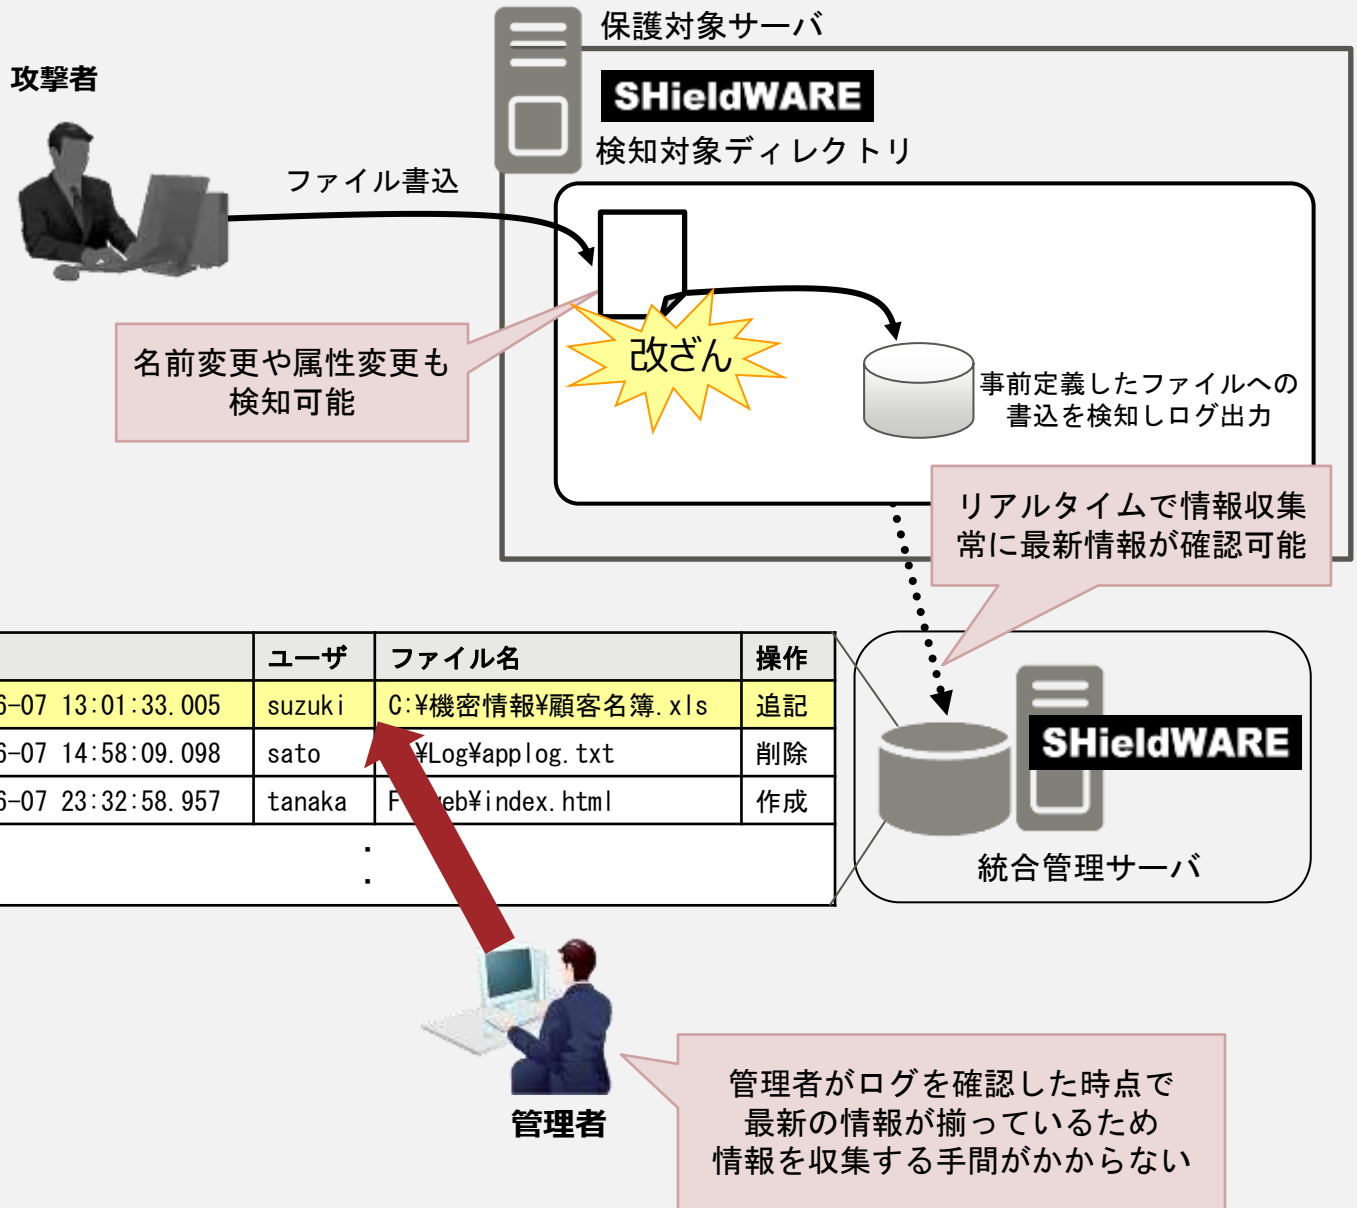 保護対象サーバ
攻撃者
SHieldWARE
検知対象ディレクトリ
ファイル書込
改ざん
名前変更や属性変更も
検知可能
事前定義したファイルへの
書込を検知しログ出力
リアルタイムで情報収集
常に最新情報が確認可能
ユーザ ファイル名 操作
6-07 13:01:33.005 suzuki C:¥機密情報¥顧客名簿.xls 追記
6-07 14:58:09.098 sato ¥Log¥applog.txt 削除
6-07 23:32:58.957 tanaka F eb¥index.html 作成
SHieldWARE
統合管理サーバ
管理者
管理者がログを確認した時点で
最新の情報が揃っているため
情報を収集する手間がかからない